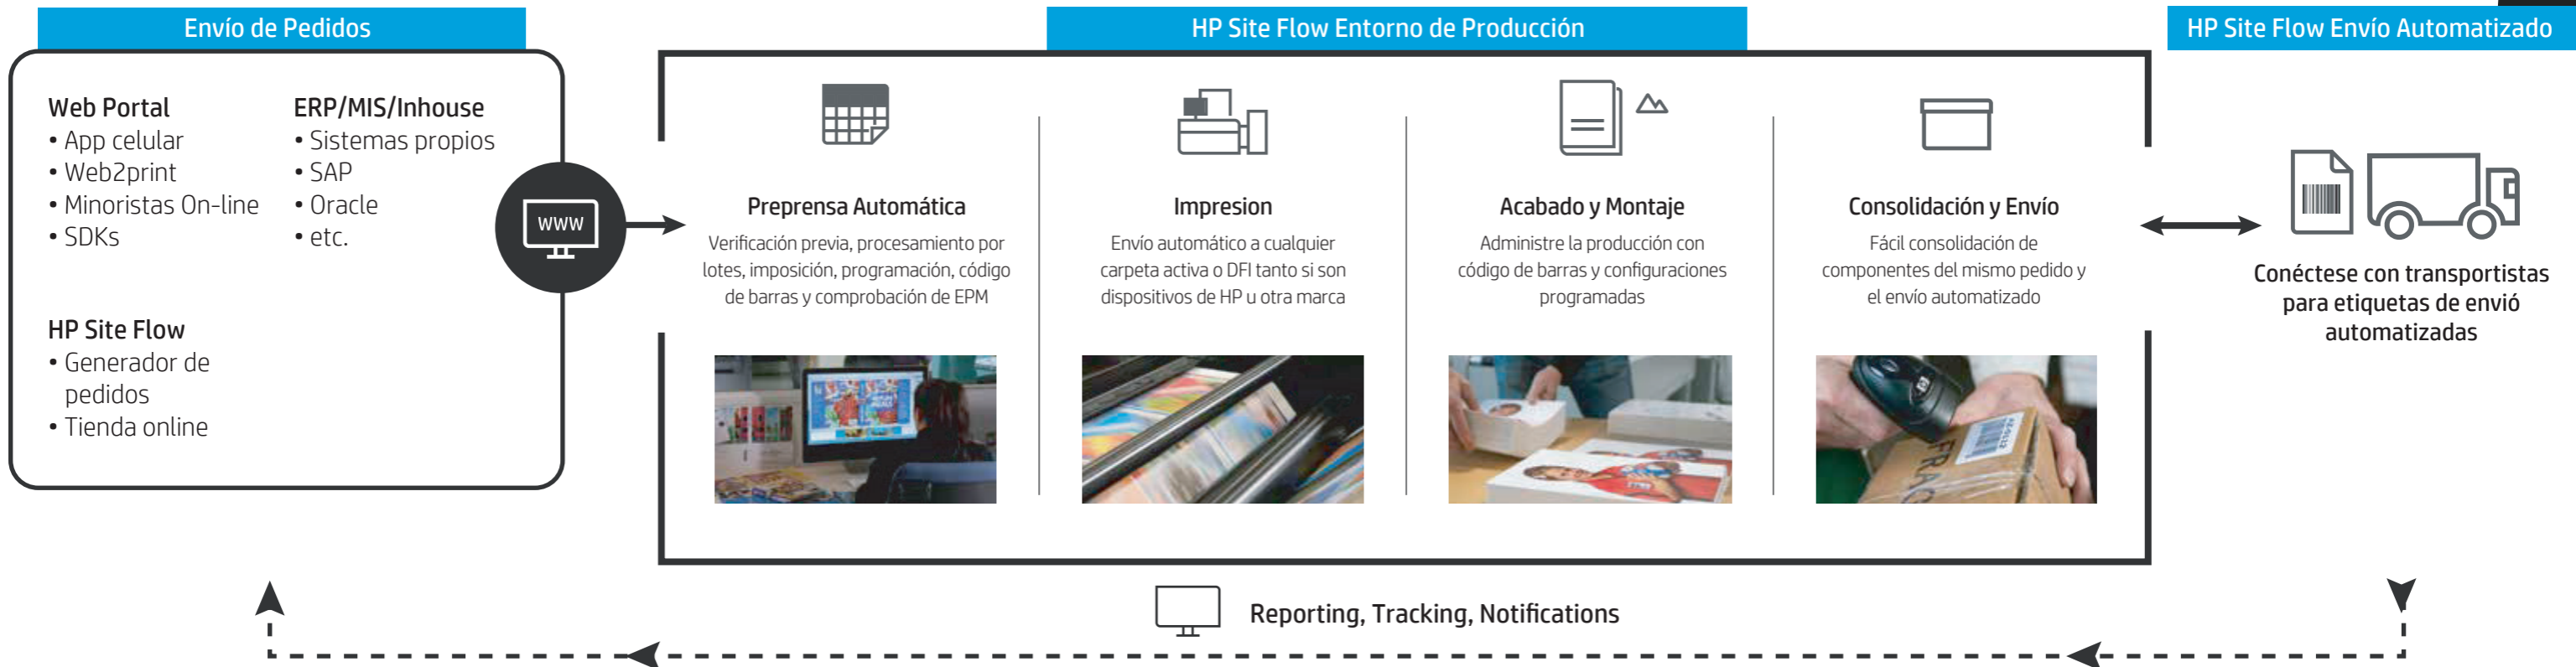 Envío de Pedidos
HP Site Flow Entorno de Producción
HP Site Flow Envío Automatizado
Web Portal
• App celular
• Web2print
• Minoristas On-line
• SDKs
ERP/MIS/Inhouse
• Sistemas propios
• SAP
• Oracle
• etc.
HP Site Flow
• Generador de
pedidos
• Tienda online
WWW
Preprensa Automática
Verificación previa, procesamiento por
lotes, imposición, programación, código
de barras y comprobación de EPM
Impresion
Envío automático a cualquier
carpeta activa o DFI tanto si son
dispositivos de HP u otra marca
Acabado y Montaje
Administre la producción con
código de barras y configuraciones
programadas
Consolidación y Envío
Fácil consolidación de
componentes del mismo pedido y
el envío automatizado
FRAG
Conéctese con transportistas
para etiquetas de envió
automatizadas
Reporting, Tracking, Notifications